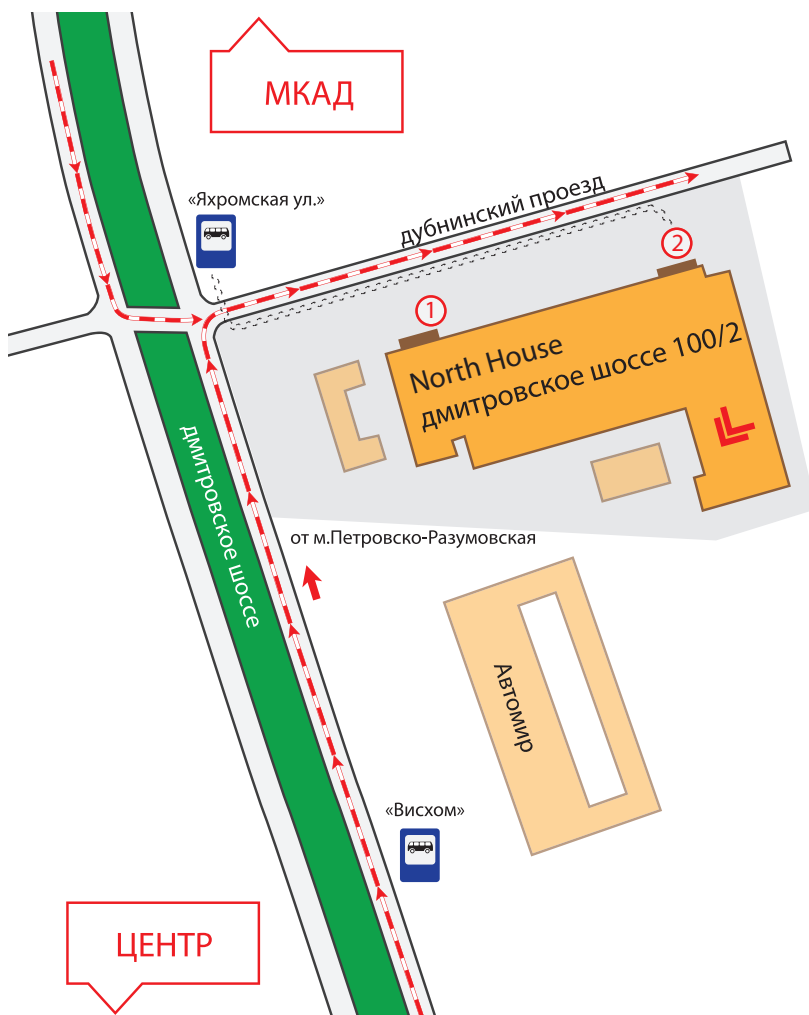 МКАД
«Яхромская ул.»
дубнинский проезд
2
1
North House
дмитровское шоссе 100/2
дмитровское шоссе
от м.Петровско-Разумовская
Автомир
«Висхом»
ЦЕНТР